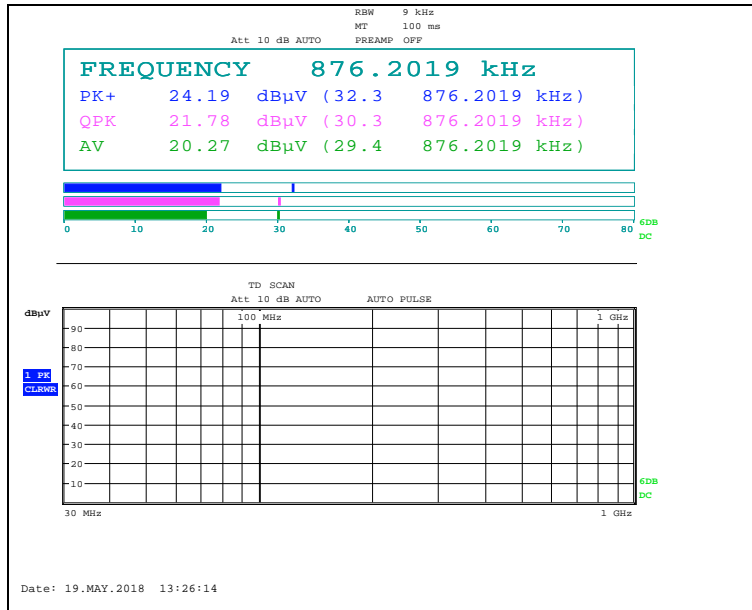 RBW 9 kHz
MT 100 ms
Att 10 dB AUTO PREAMP OFF
FREQUENCY 876.2019 kHz
PK+ 24.19 dBµV (32.3 876.2019 kHz)
QPK 21.78 dBµV (30.3 876.2019 kHz)
AV 20.27 dBµV (29.4 876.2019 kHz)
0 10 20 30 40 50 60 70 80
6DB
DC
TD SCAN
Att 10 dB AUTO AUTO PULSE
dBµV
100 MHz 1 GHz
90
80
70
1 PK
60
CLRWR
50
40
30
20
10
6DB
DC
30 MHz 1 GHz
Date: 19.MAY.2018 13:26:14